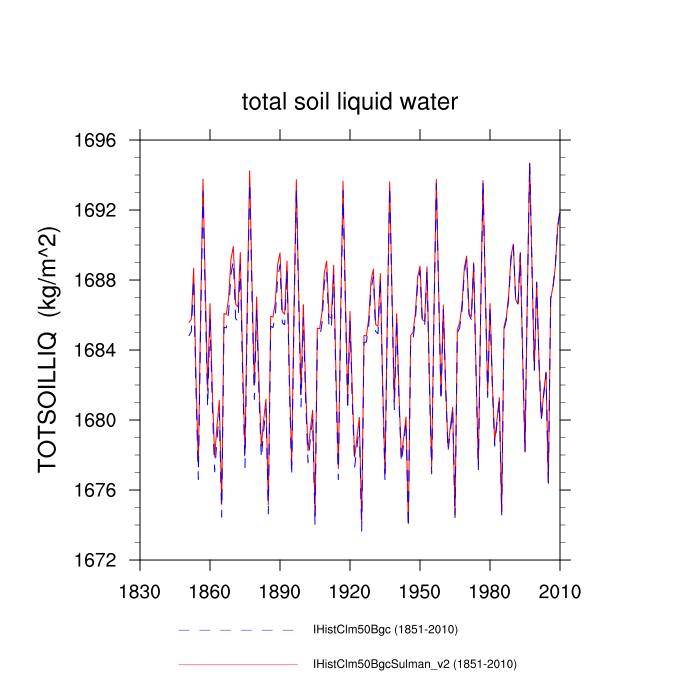 total soil liquid water
TOTSOILLIQ (kg/m^2)
1696
1692
1688
1684
1680
1676
1672
1830 1860 1890 1920 1950 1980 2010
IHistClm50Bgc (1851-2010)
IHistClm50BgcSulman_v2 (1851-2010)